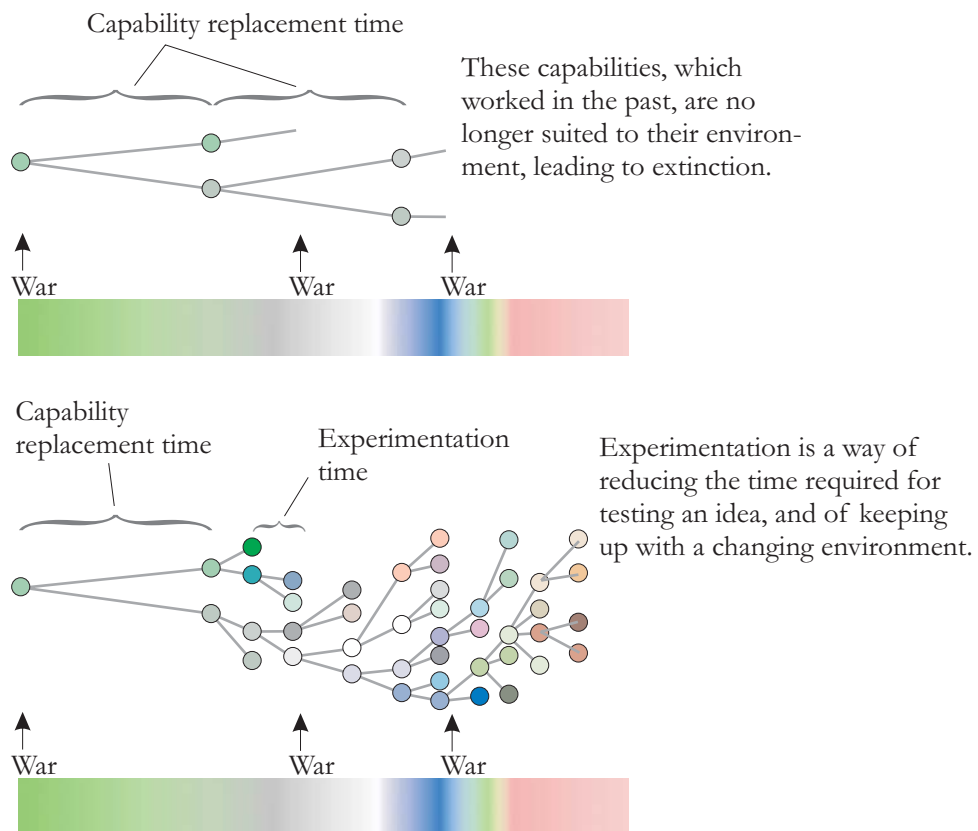 Capability replacement time
These capabilities, which
worked in the past, are no
longer suited to their environ-
ment, leading to extinction.
War
War
War
Capability
replacement time
Experimentation
time
Experimentation is a way of
reducing the time required for
testing an idea, and of keeping
up with a changing environment.
War
War
War